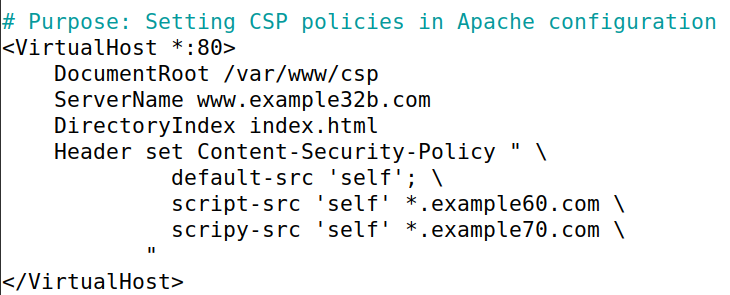 # Purpose: Setting CSP policies in Apache configuration
<VirtualHost *:80>
    DocumentRoot /var/www/csp
    ServerName www.example32b.com
    DirectoryIndex index.html
    Header set Content-Security-Policy " \
             default-src 'self'; \
             script-src 'self' *.example60.com \
             scripy-src 'self' *.example70.com \
           "
</VirtualHost>